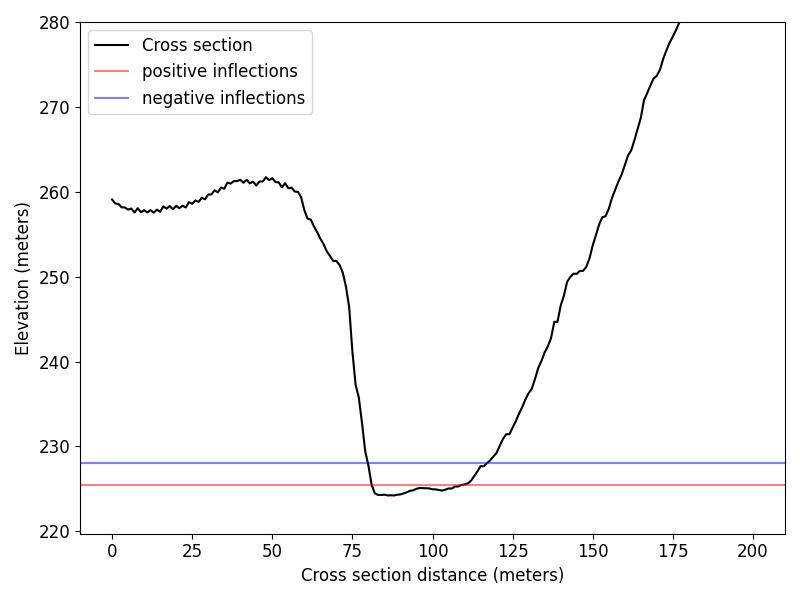 280
270
260
250
240
230
220
Elevation (meters)
Cross section
positive inflections
negative inflections
0 25 50 75 100 125 150 175 200
Cross section distance (meters)